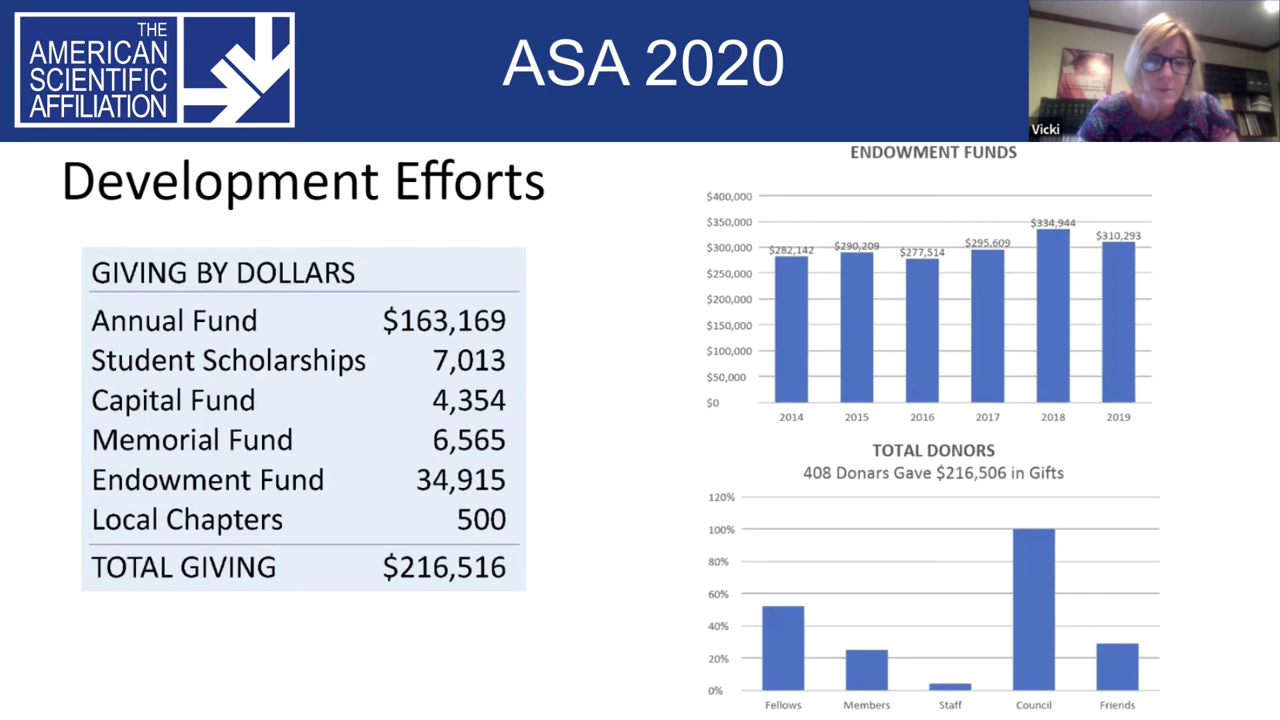 THE
AMERICAN
SCIENTIFIC
AFFILIATION
ASA 2020
Vicki
Development Efforts
GIVING BY DOLLARS
Annual Fund $163,169
Student Scholarships 7,013
Capital Fund 4,354
Memorial Fund 6,565
Endowment Fund 34,915
Local Chapters 500
TOTAL GIVING $216,516
ENDOWMENT FUNDS
$400,000
$350,000
$300,000
$250,000
$200,000
$150,000
$100,000
$50,000
$0
$282,142 $290,209 $277,514 $295,609 $334,944 $310,293
2014 2015 2016 2017 2018 2019
TOTAL DONORS
408 Donars Gave $216,506 in Gifts
120%
100%
80%
60%
40%
20%
0%
Fellows Members Staff Council Friends